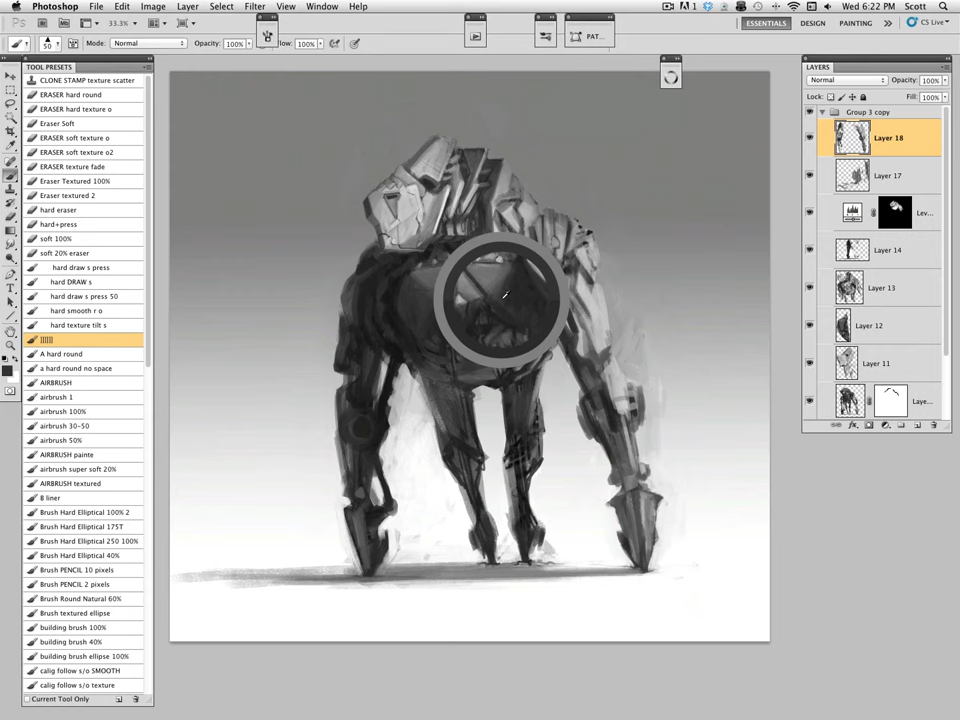 Photoshop File Edit Image Layer Select Filter View Window Help
1 Wed 6:22 PM Scott
Ps Br Mb 33.3%
ESSENTIALS DESIGN PAINTING CS Live
50 Mode: Normal Opacity: 100% low: 100%
PAT...
TOOL PRESETS
CLONE STAMP texture scatter
ERASER hard round
ERASER hard texture o
Eraser Soft
ERASER soft texture o
ERASER soft texture o2
ERASER texture fade
Eraser Textured 100%
Eraser textured 2
hard eraser
hard+press
soft 100%
soft 20% eraser
hard draw s press
hard DRAW s
hard draw s press 50
hard smooth r o
hard texture tilt s
]]]]]]
A hard round
a hard round no space
AIRBRUSH
airbrush 1
airbrush 100%
airbrush 30-50
airbrush 50%
AIRBRUSH painte
airbrush super soft 20%
AIRBRUSH textured
B liner
Brush Hard Elliptical 100% 2
Brush Hard Elliptical 175T
Brush Hard Elliptical 250 100%
Brush Hard Elliptical 40%
Brush PENCIL 10 pixels
Brush PENCIL 2 pixels
Brush Round Natural 60%
Brush textured ellipse
building brush 100%
building brush 40%
building brush ellipse 100%
calig follow s/o SMOOTH
calig follow s/o texture
Current Tool Only
LAYERS
Normal Opacity: 100%
Lock: Fill: 100%
Group 3 copy
Layer 18
Layer 17
Lev...
Layer 14
Layer 13
Layer 12
Layer 11
Laye...